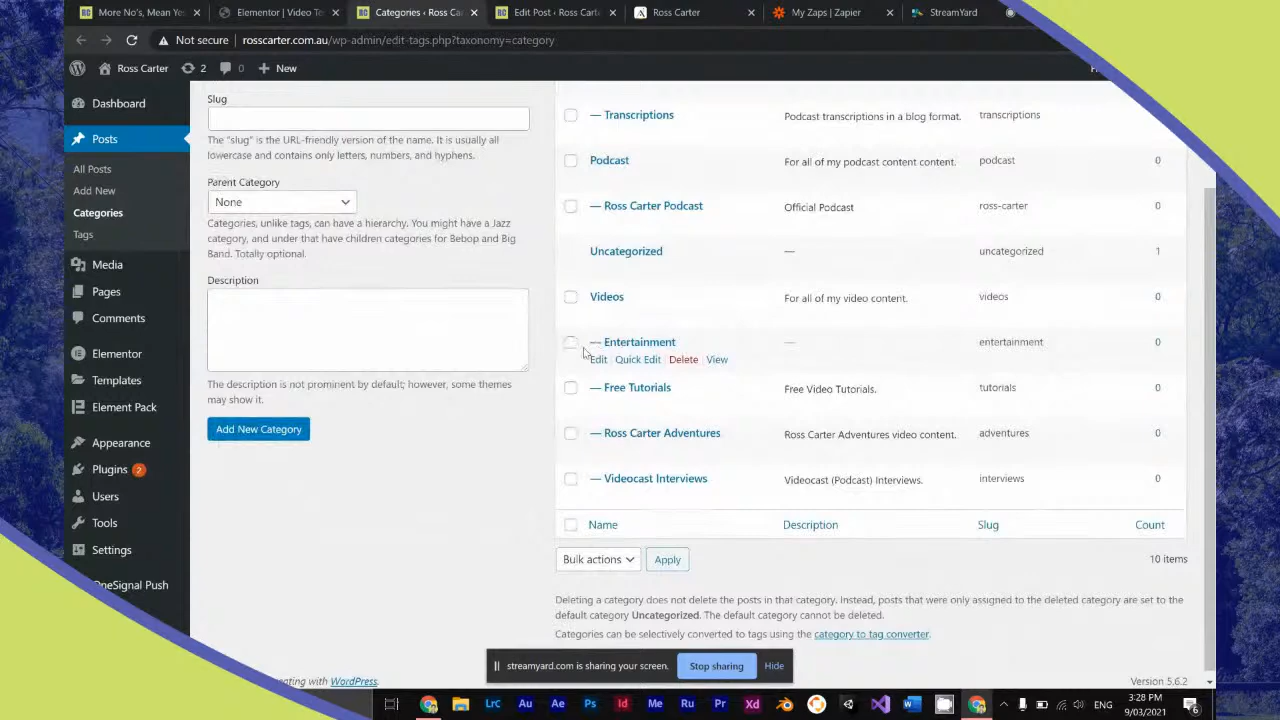 More No's, Mean Ye
Elementor | Video Te
Categories ‹ Ross Ca
Edit Post ‹ Ross Carte
Ross Carter
My Zaps | Zapier
StreamYard
Not secure
rosscarter.com.au/wp-admin/edit-tags.php?taxonomy=category
Ross Carter
2
0
New
Dashboard
Posts
All Posts
Add New
Categories
Tags
Media
Pages
Comments
Elementor
Templates
Element Pack
Appearance
Plugins 2
Users
Tools
Settings
OneSignal Push
Slug
The "slug" is the URL-friendly version of the name. It is usually all
lowercase and contains only letters, numbers, and hyphens.
Parent Category
None
Categories, unlike tags, can have a hierarchy. You might have a Jazz
category, and under that have children categories for Bebop and Big
Band. Totally optional.
Description
The description is not prominent by default; however, some themes
may show it.
Add New Category
— Transcriptions Podcast transcriptions in a blog format. transcriptions
Podcast For all of my podcast content content. podcast 0
— Ross Carter Podcast Official Podcast ross-carter 0
Uncategorized — uncategorized 1
Videos For all of my video content. videos 0
— Entertainment — entertainment 0
Edit | Quick Edit | Delete | View
— Free Tutorials Free Video Tutorials. tutorials 0
— Ross Carter Adventures Ross Carter Adventures video content. adventures 0
— Videocast Interviews Videocast (Podcast) Interviews. interviews 0
Name Description Slug Count
Bulk actions Apply 10 items
Deleting a category does not delete the posts in that category. Instead, posts that were only assigned to the deleted category are set to the
default category Uncategorized. The default category cannot be deleted.
Categories can be selectively converted to tags using the category to tag converter.
streamyard.com is sharing your screen. Stop sharing Hide
eating with WordPress. Version 5.6.2
Lr Au Ae Ps Id Me Ru Pr Xd
ENG
3:28 PM
9/03/2021
6